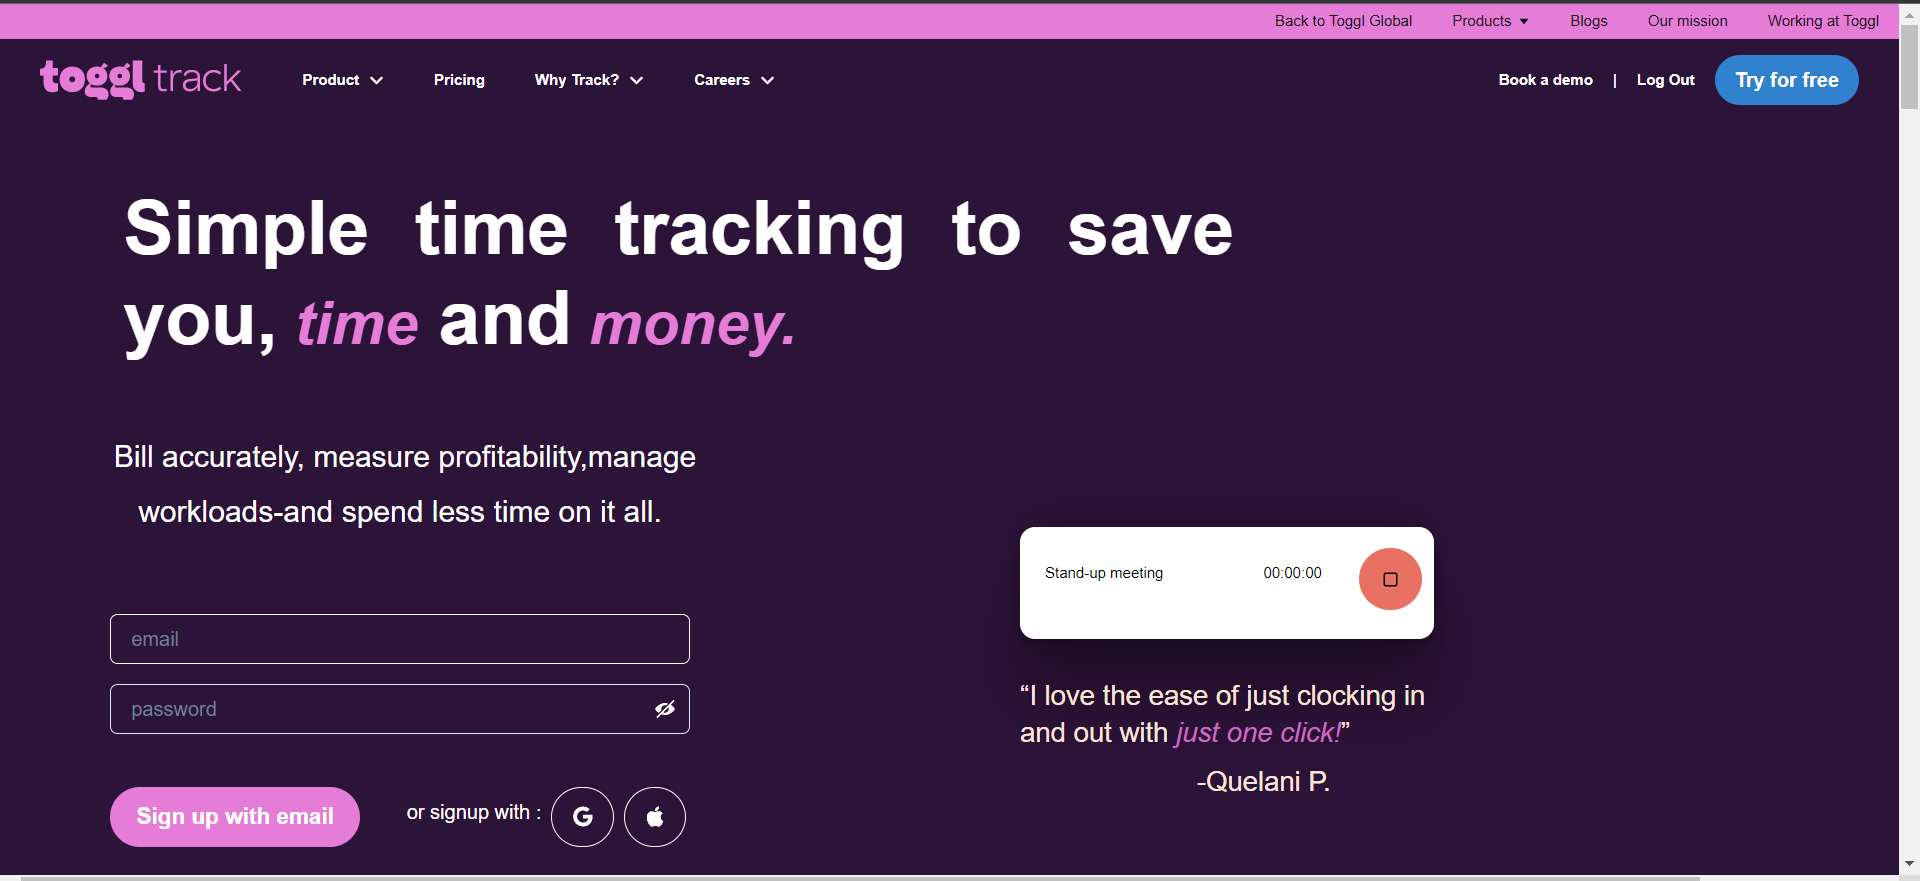 Back to Toggl Global Products Blogs Our mission Working at Toggl
toggl track Product Pricing Why Track? Careers Book a demo | Log Out Try for free
Simple time tracking to save
you, time and money.
Bill accurately, measure profitability,manage
workloads-and spend less time on it all.
Stand-up meeting 00:00:00
email
password
“I love the ease of just clocking in
and out with just one click!”
-Quelani P.
Sign up with email or signup with : G